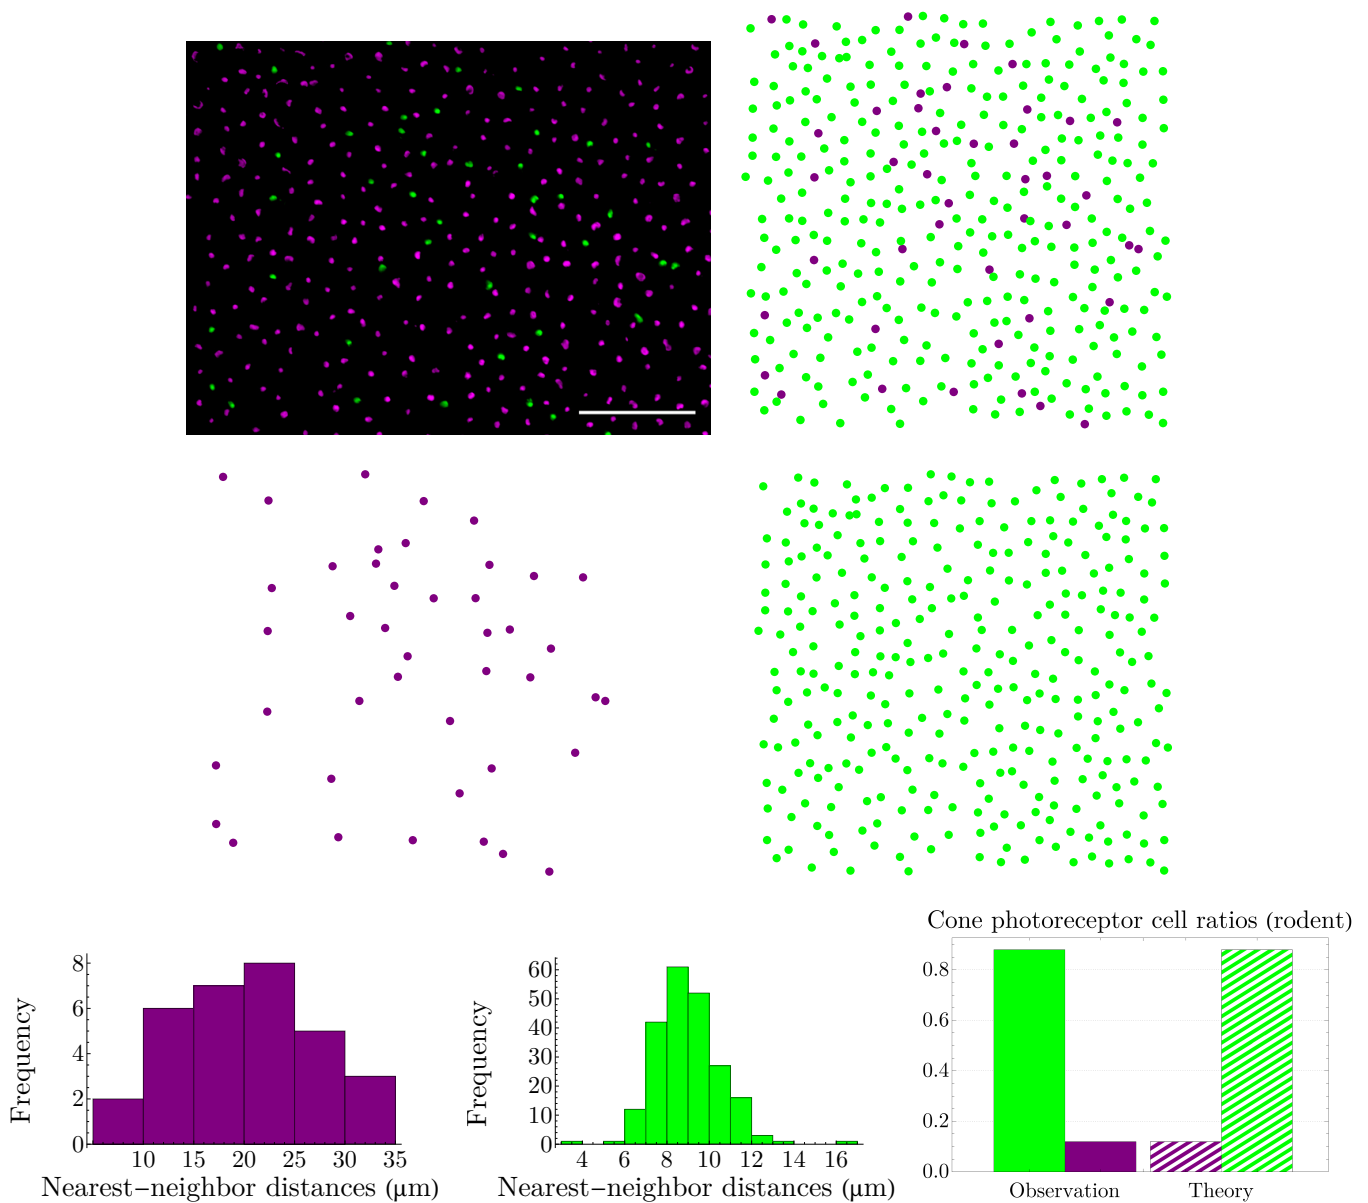 Cone photoreceptor cell ratios (rodent)
8
6
4
2
0
Frequency
10 15 20 25 30 35
Nearest−neighbor distances (μm)
60
50
40
30
20
10
0
Frequency
4 6 8 10 12 14 16
Nearest−neighbor distances (μm)
0.8
0.6
0.4
0.2
0.0
Observation Theory